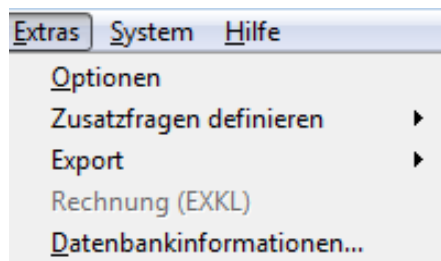 Extras System Hilfe
Optionen
Zusatzfragen definieren
Export
Rechnung (EXKL)
Datenbankinformationen...